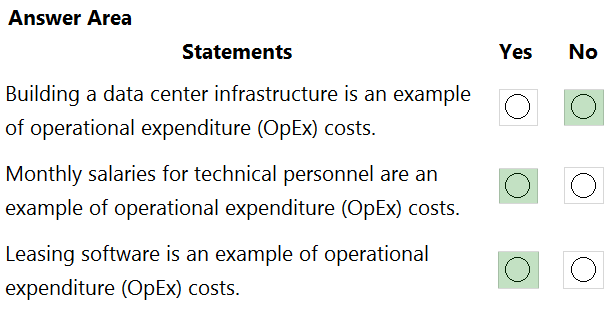 Answer Area
Statements Yes No
Building a data center infrastructure is an example
of operational expenditure (OpEx) costs.
Monthly salaries for technical personnel are an
example of operational expenditure (OpEx) costs.
Leasing software is an example of operational
expenditure (OpEx) costs.